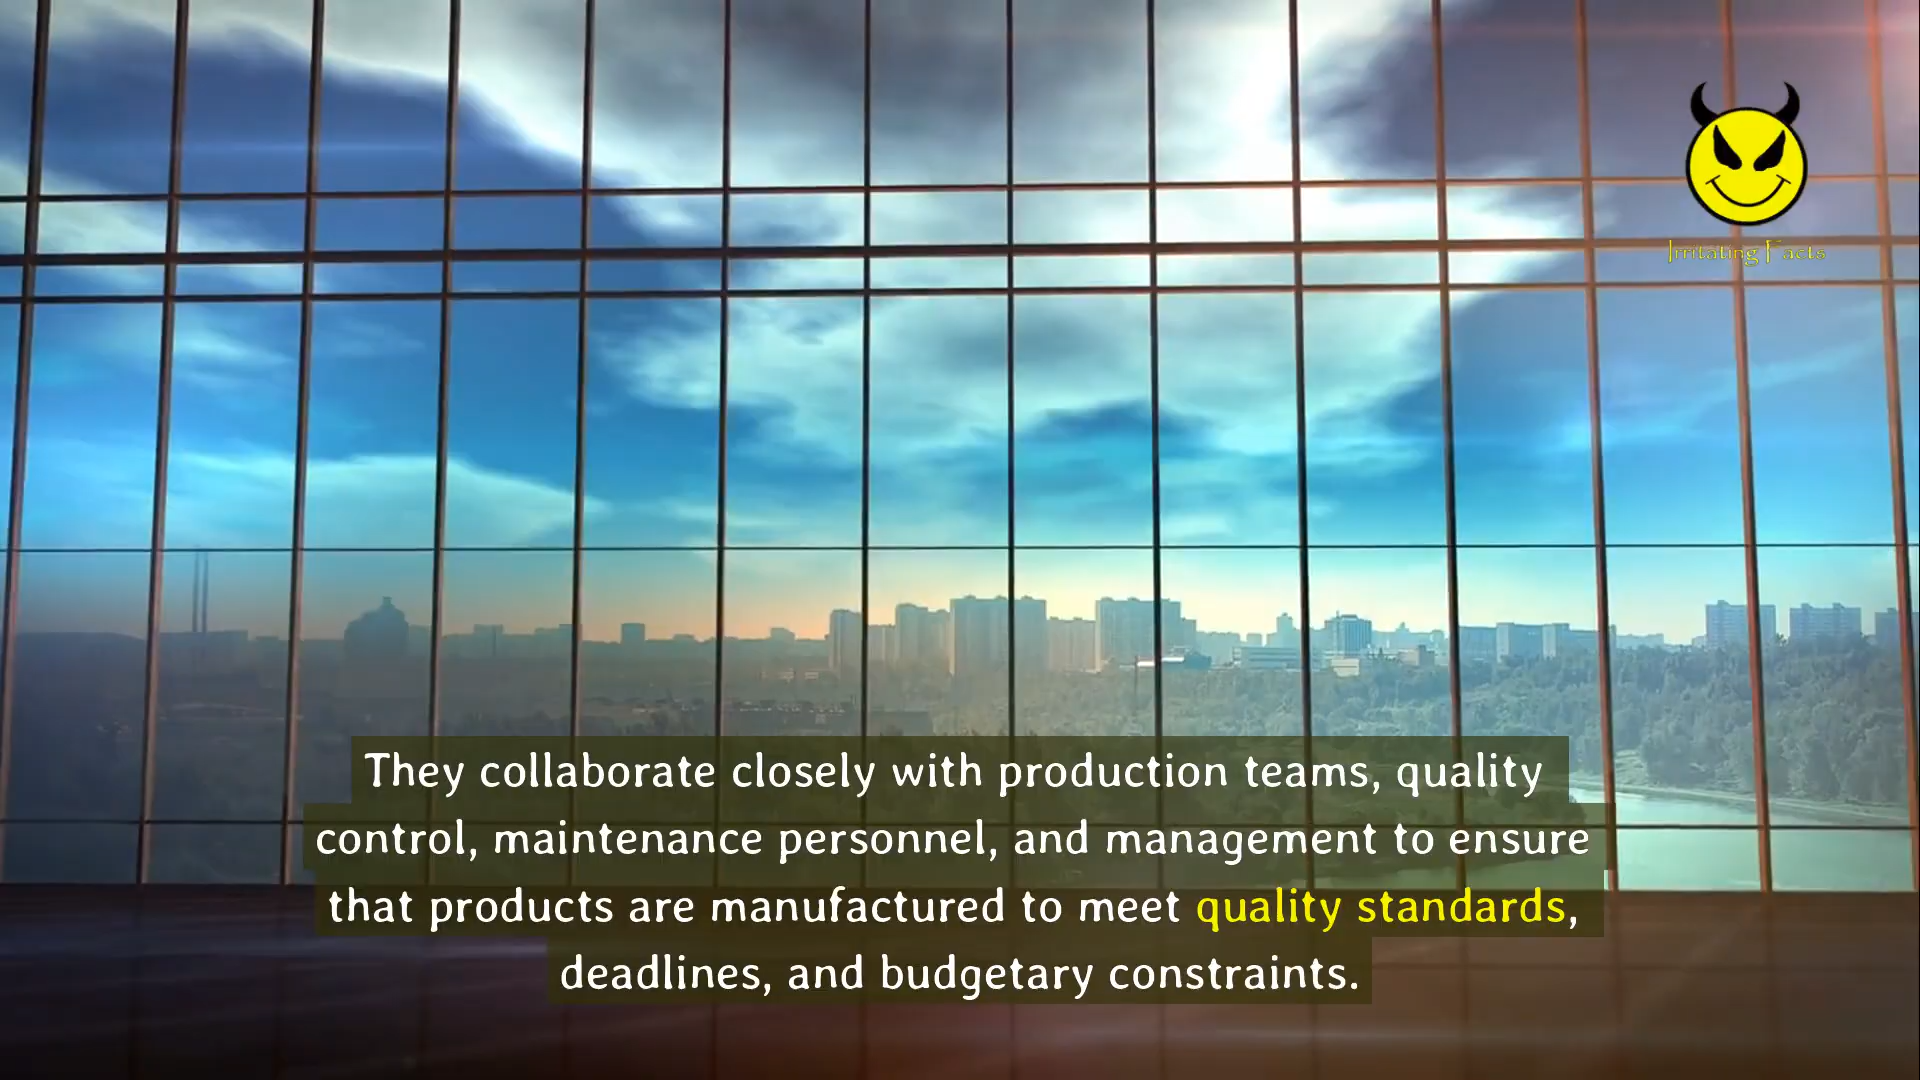 Irritating Facts
They collaborate closely with production teams, quality
control, maintenance personnel, and management to ensure
that products are manufactured to meet quality standards,
deadlines, and budgetary constraints.